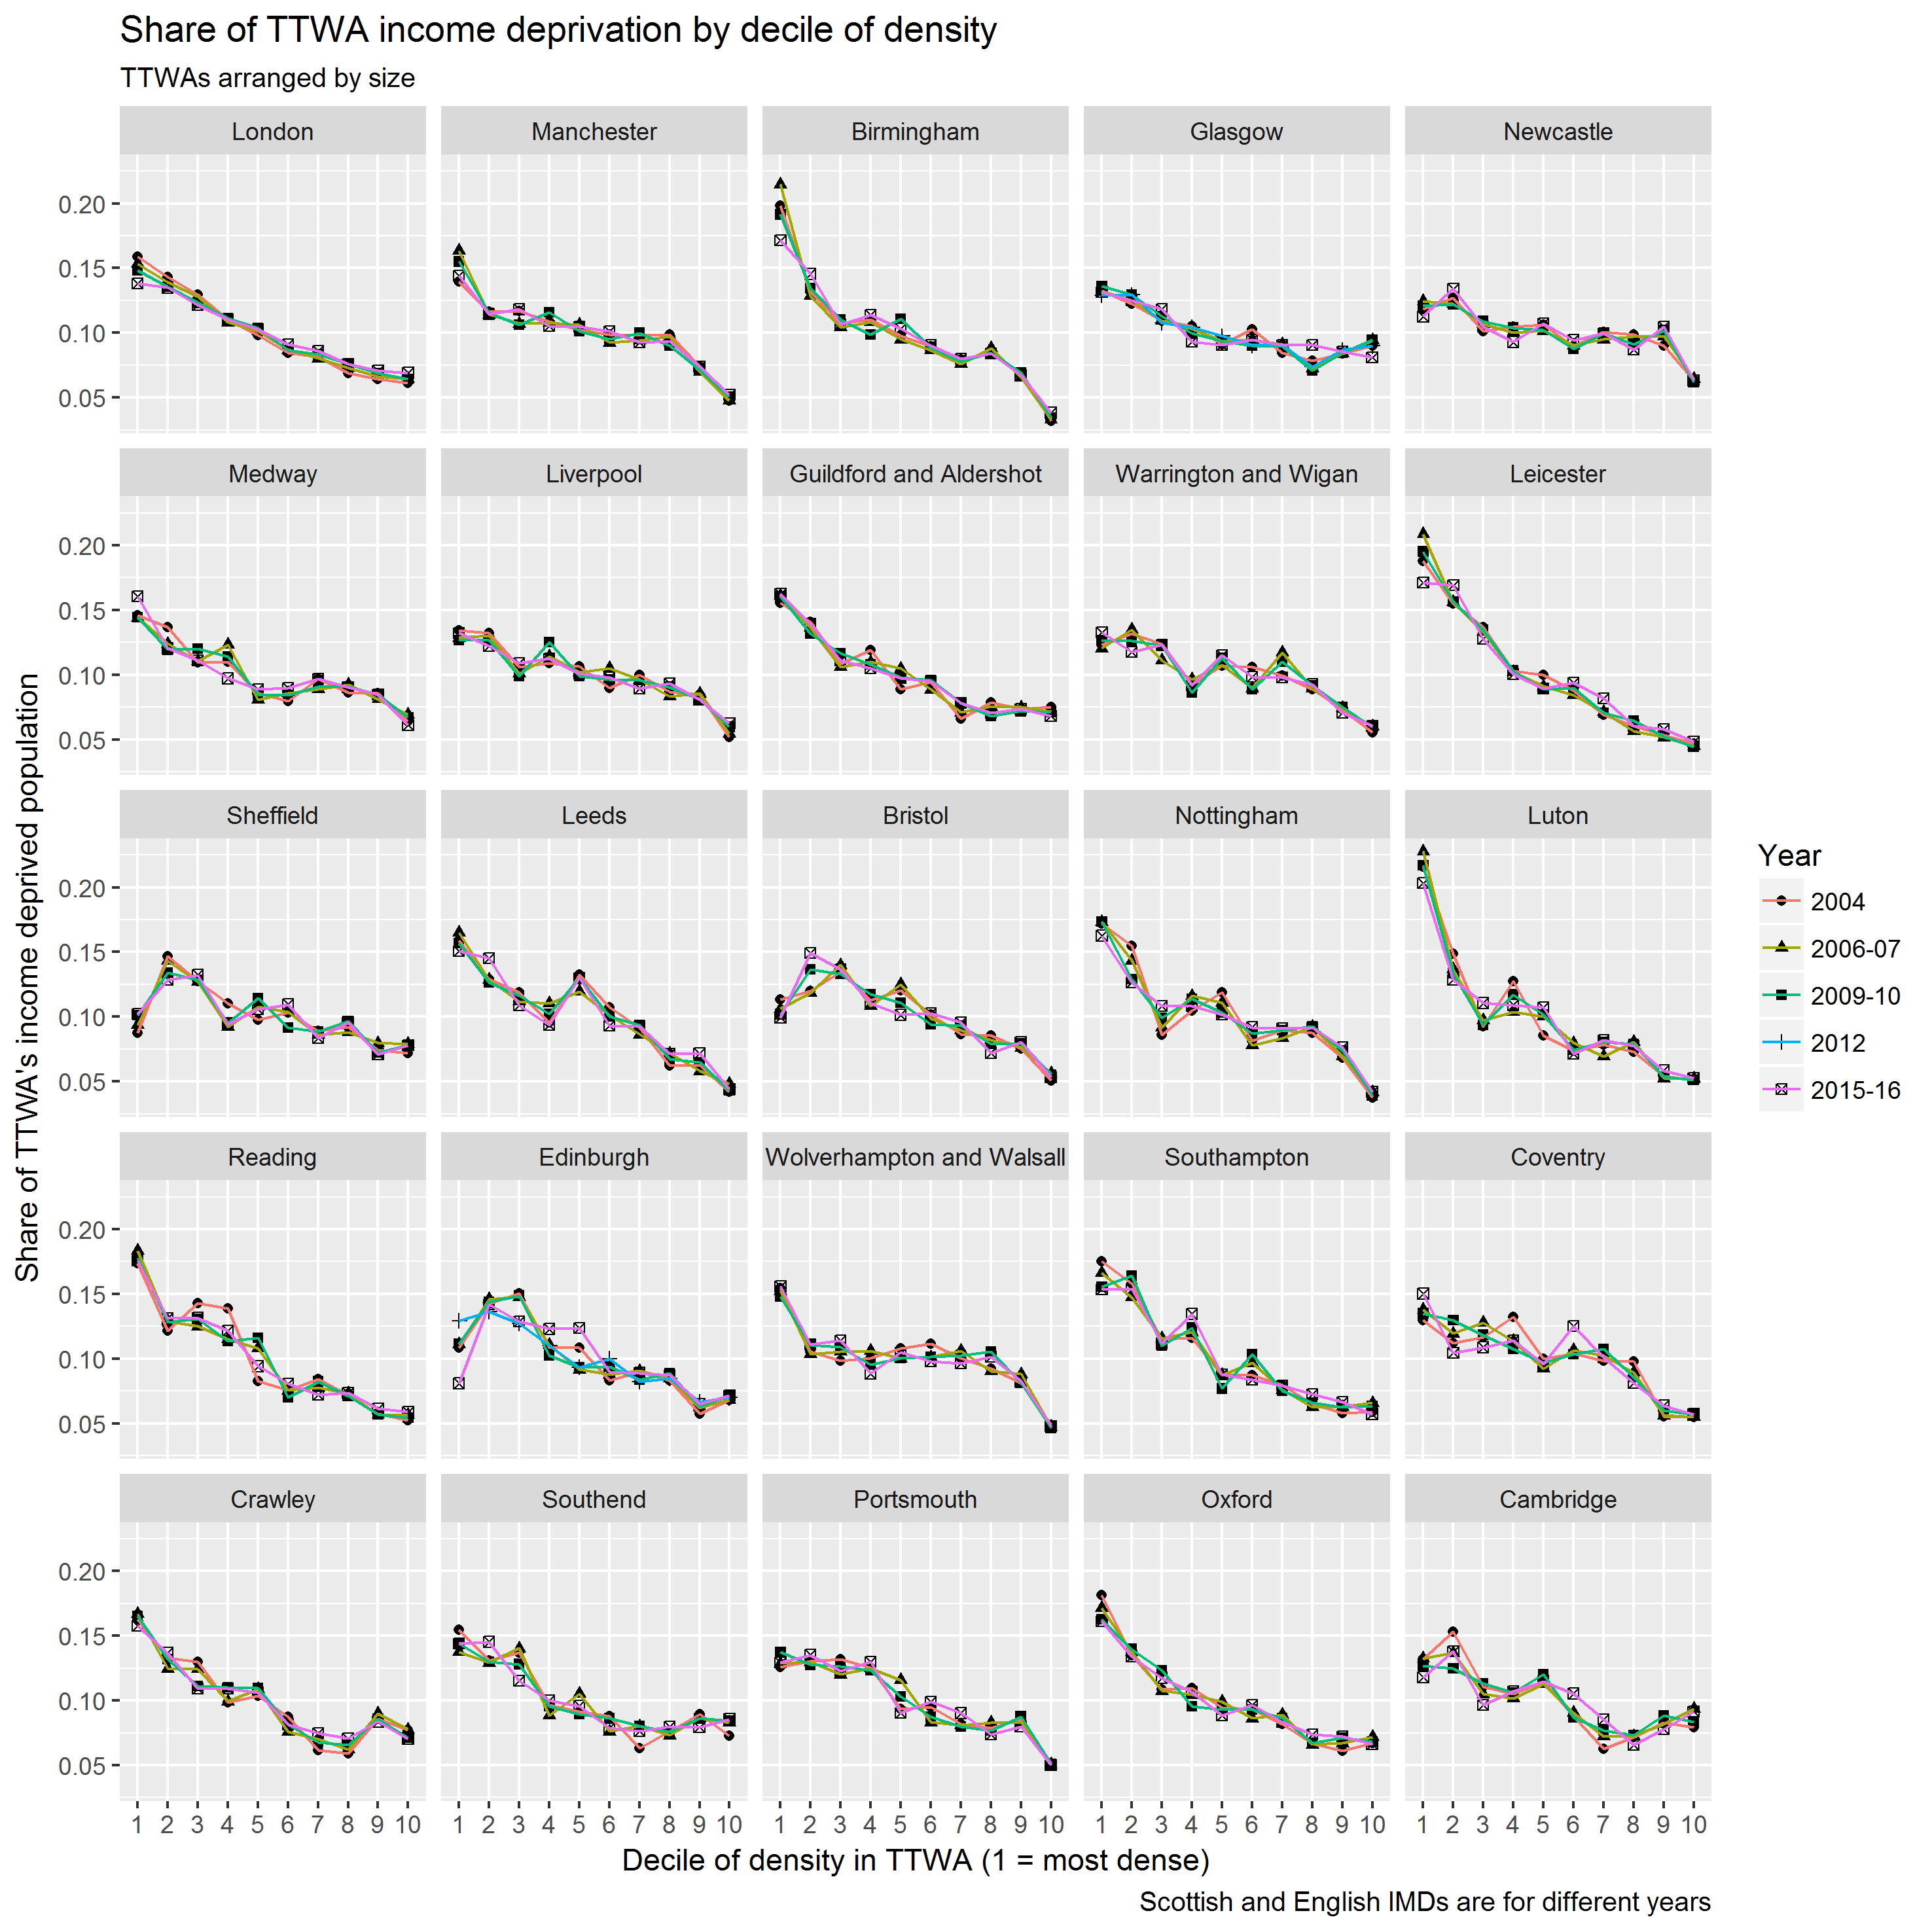 Share of TTWA income deprivation by decile of density
TTWAs arranged by size
London Manchester Birmingham Glasgow Newcastle
0.20
0.15
0.10
0.05
Medway Liverpool Guildford and Aldershot Warrington and Wigan Leicester
0.20
0.15
0.10
0.05
Sheffield Leeds Bristol Nottingham Luton
0.20
0.15
0.10
0.05
Reading Edinburgh Wolverhampton and Walsall Southampton Coventry
0.20
0.15
0.10
0.05
Crawley Southend Portsmouth Oxford Cambridge
0.20
0.15
0.10
0.05
1 2 3 4 5 6 7 8 9 10 1 2 3 4 5 6 7 8 9 10 1 2 3 4 5 6 7 8 9 10 1 2 3 4 5 6 7 8 9 10 1 2 3 4 5 6 7 8 9 10
Share of TTWA's income deprived population
Decile of density in TTWA (1 = most dense)
Scottish and English IMDs are for different years
Year
2004
2006-07
2009-10
2012
2015-16